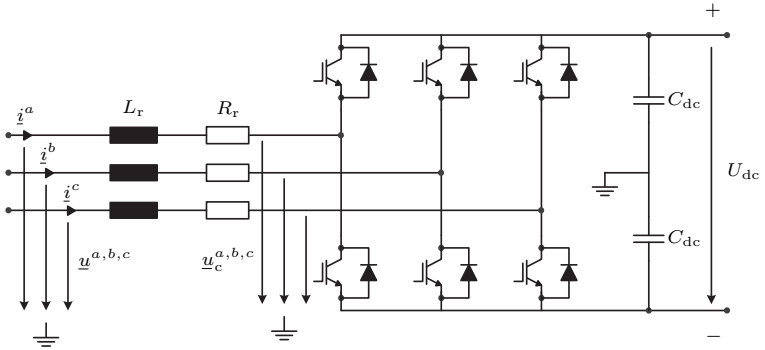 +
L_r
R_r
C_dc
i^a
i^b
i^c
U_dc
C_dc
u^{a,b,c}
u_c^{a,b,c}
−